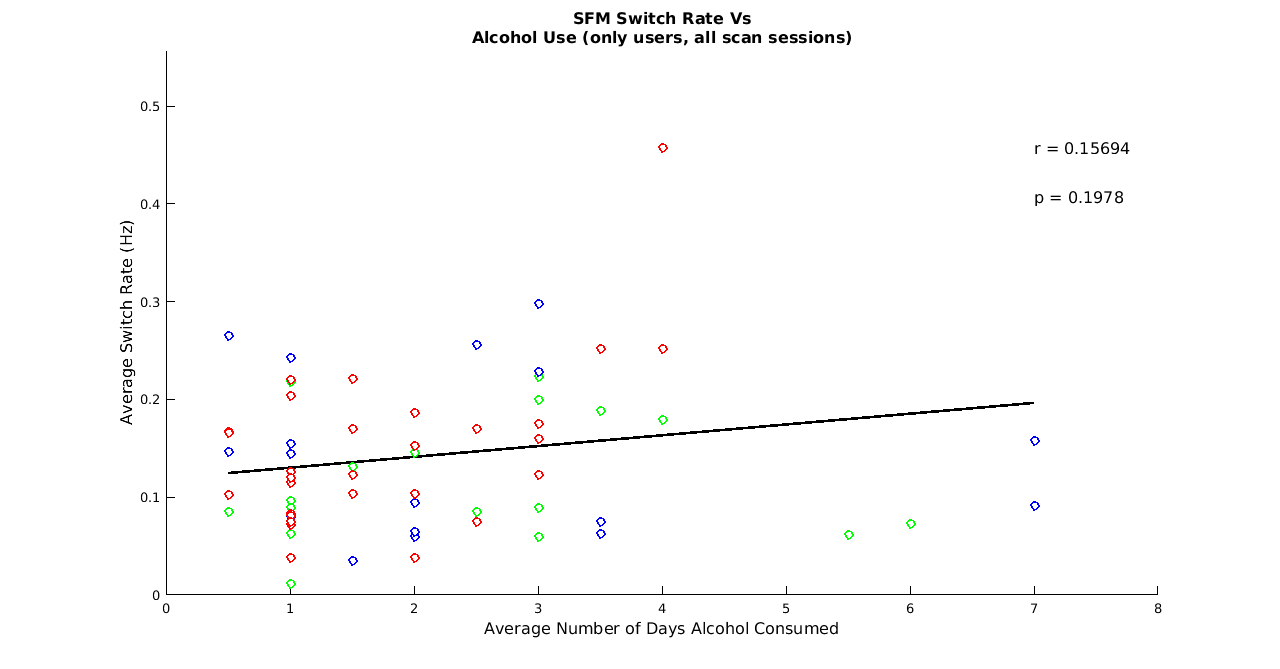 SFM Switch Rate Vs
Alcohol Use (only users, all scan sessions)
0.5
r = 0.15694
0.4
p = 0.1978
Average Switch Rate (Hz)
0.3
0.2
0.1
0
0 1 2 3 4 5 6 7 8
Average Number of Days Alcohol Consumed